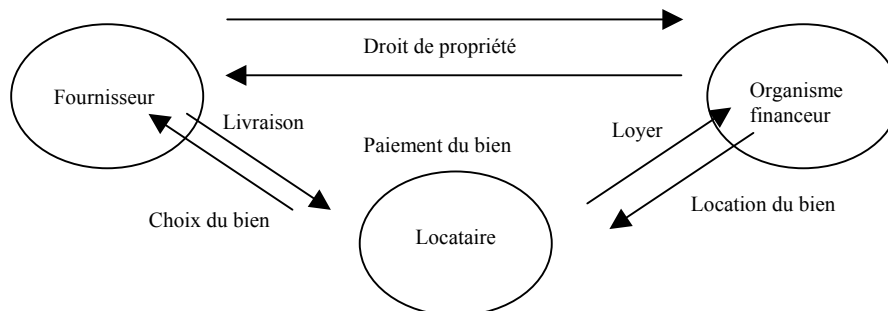 Droit de propriété
Fournisseur
Organisme
financeur
Livraison
Loyer
Paiement du bien
Choix du bien
Location du bien
Locataire